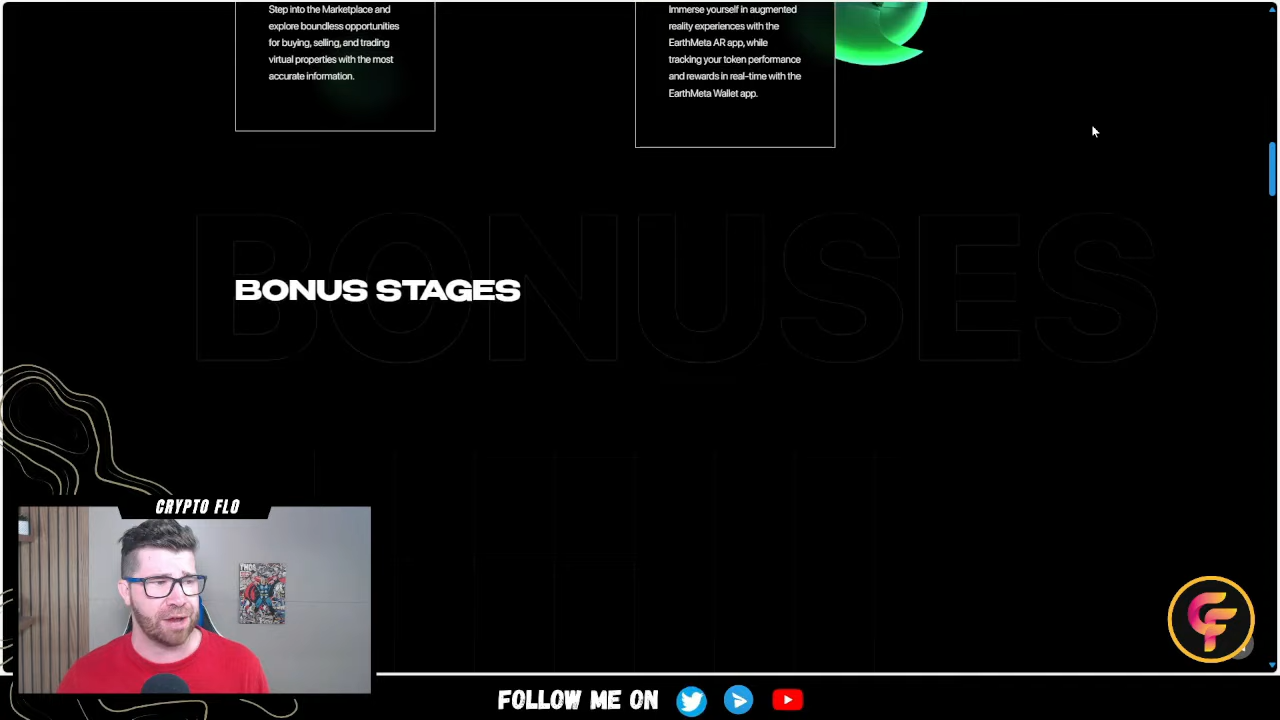 Step into the Marketplace and
explore boundless opportunities
for buying, selling, and trading
virtual properties with the most
accurate information.
Immerse yourself in augmented
reality experiences with the
EarthMeta AR app, while
tracking your token performance
and rewards in real-time with the
EarthMeta Wallet app.
BONUSES
BONUS STAGES
CRYPTO FLO
THOR
FOLLOW ME ON